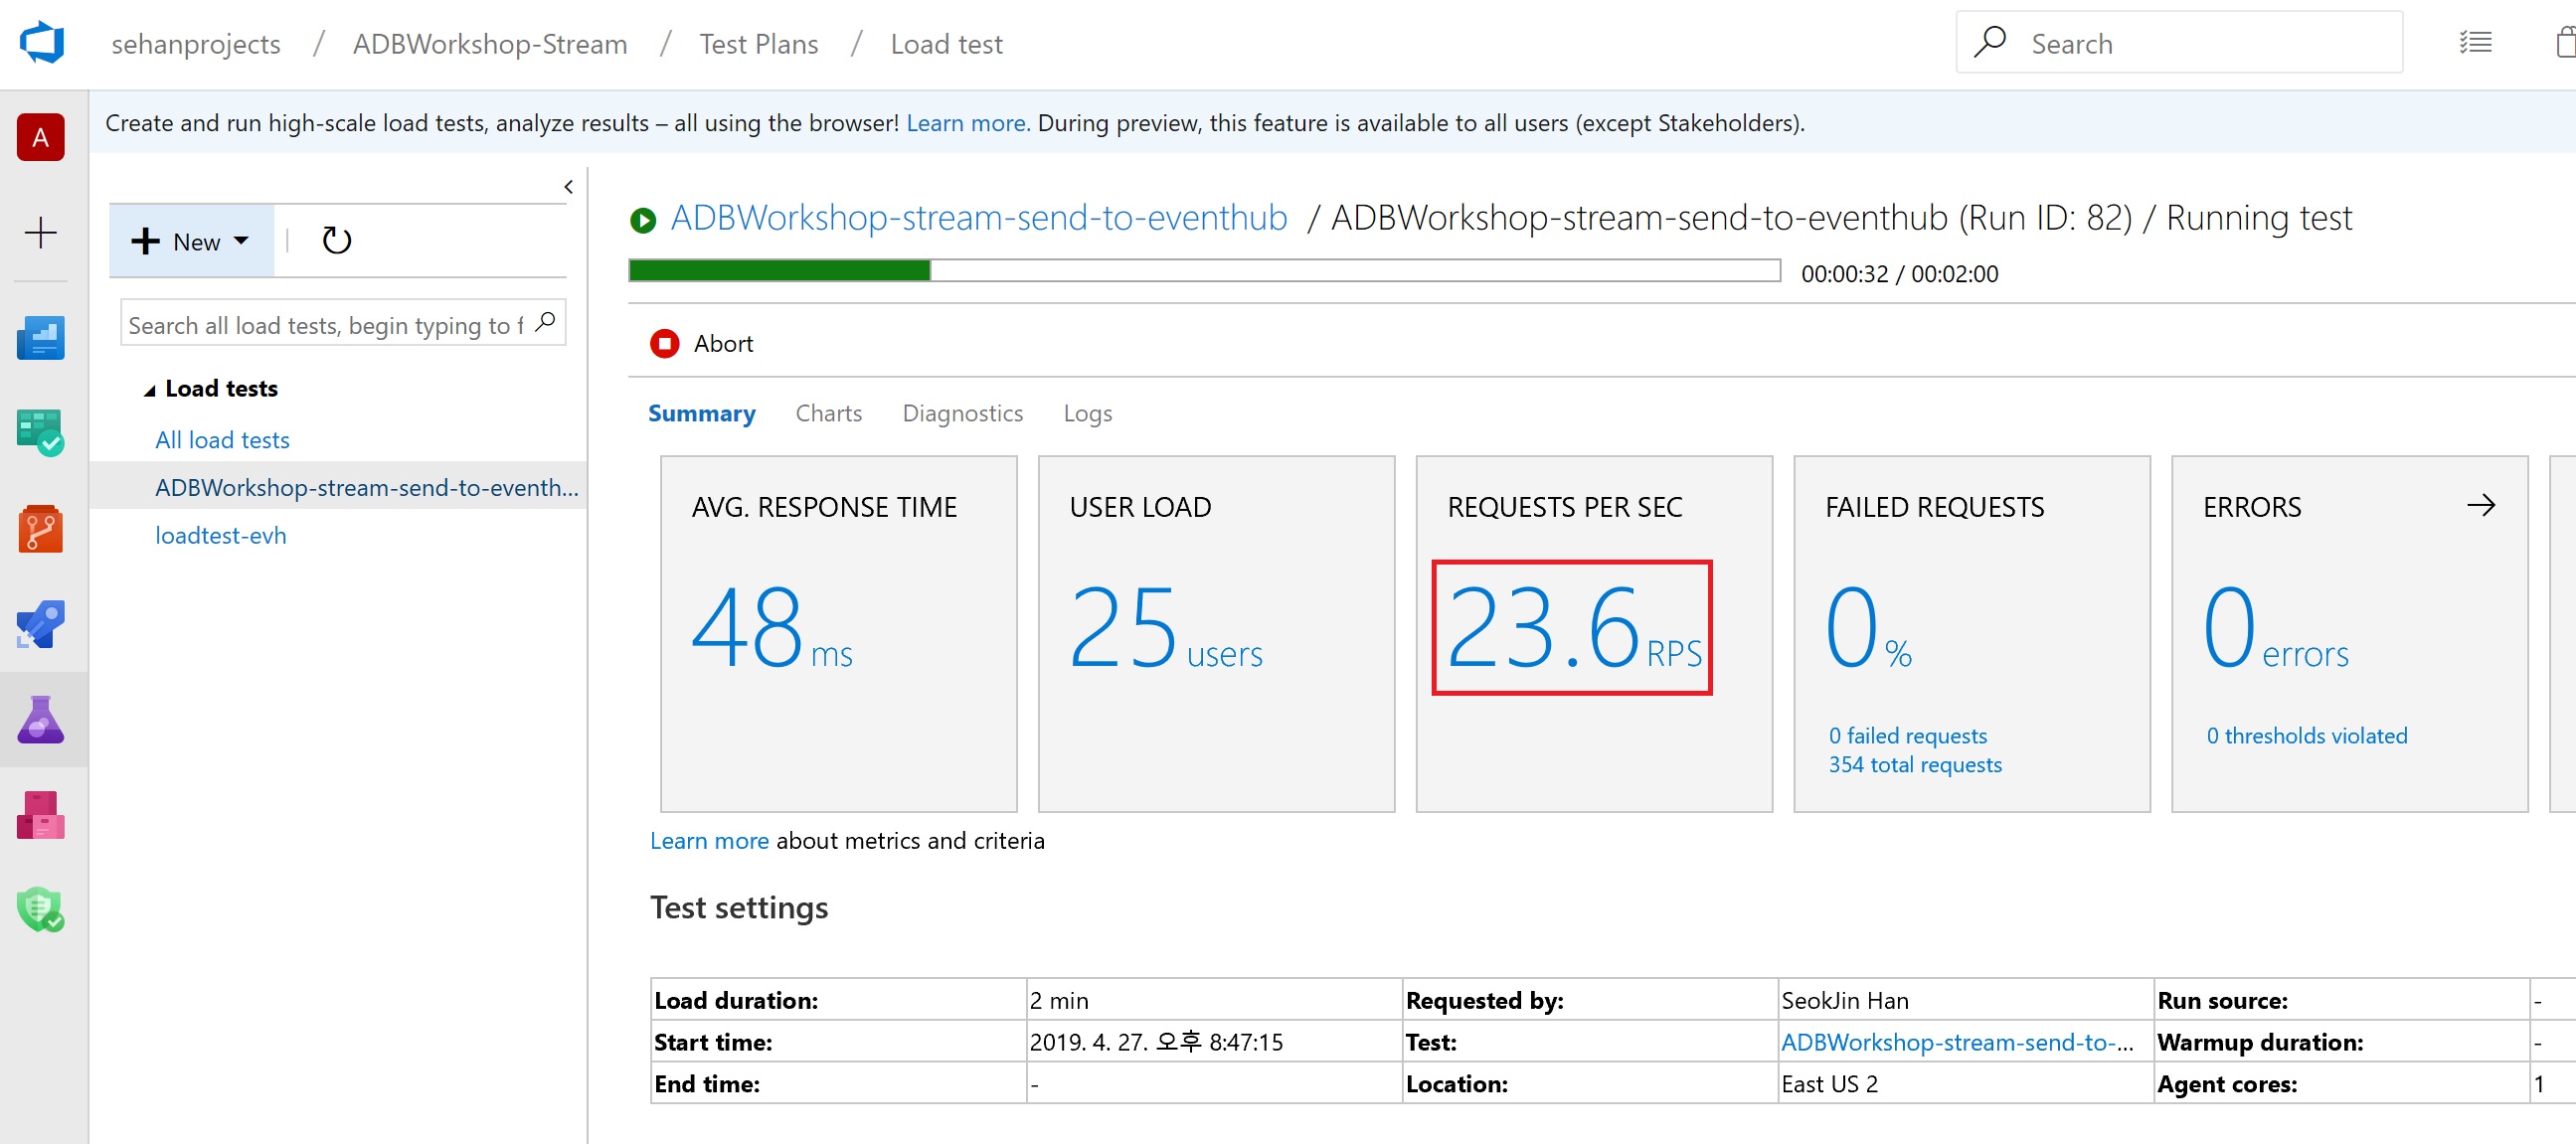 sehanprojects / ADBWorkshop-Stream / Test Plans / Load test
Search
A
Create and run high-scale load tests, analyze results – all using the browser! Learn more. During preview, this feature is available to all users (except Stakeholders).
New
Search all load tests, begin typing to f
Load tests
All load tests
ADBWorkshop-stream-send-to-eventh...
loadtest-evh
ADBWorkshop-stream-send-to-eventhub / ADBWorkshop-stream-send-to-eventhub (Run ID: 82) / Running test
00:00:32 / 00:02:00
Abort
Summary Charts Diagnostics Logs
AVG. RESPONSE TIME
48 ms
USER LOAD
25 users
REQUESTS PER SEC
23.6 RPS
FAILED REQUESTS
0 %
0 failed requests
354 total requests
ERRORS
0 errors
0 thresholds violated
Learn more about metrics and criteria
Test settings
Load duration: 2 min Requested by: SeokJin Han Run source: -
Start time: 2019. 4. 27. 오후 8:47:15 Test: ADBWorkshop-stream-send-to-... Warmup duration: -
End time: - Location: East US 2 Agent cores: 1